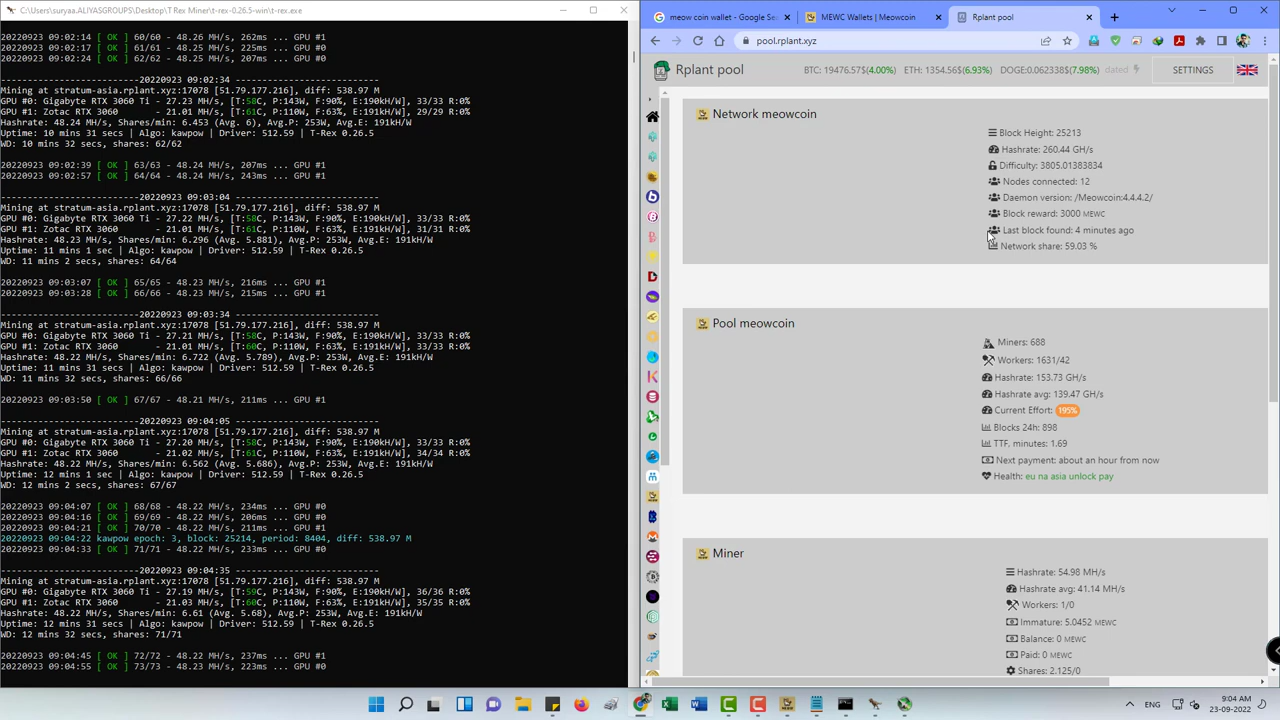 C:\Users\suryaa.ALIYASGROUPS\Desktop\T Rex Miner\t-rex-0.26.5-win\t-rex.exe
20220923 09:02:14 [ OK ] 60/60 - 48.26 MH/s, 262ms ... GPU #1
20220923 09:02:17 [ OK ] 61/61 - 48.25 MH/s, 225ms ... GPU #0
20220923 09:02:24 [ OK ] 62/62 - 48.25 MH/s, 207ms ... GPU #0
-------------------------20220923 09:02:34 -------------------------
Mining at stratum-asia.rplant.xyz:17078 [51.79.177.216], diff: 538.97 M
GPU #0: Gigabyte RTX 3060 Ti - 27.23 MH/s, [T:58C, P:143W, F:90%, E:190kH/W], 33/33 R:0%
GPU #1: Zotac RTX 3060 - 21.01 MH/s, [T:61C, P:110W, F:63%, E:191kH/W], 29/29 R:0%
Hashrate: 48.24 MH/s, Shares/min: 6.453 (Avg. 6), Avg.P: 253W, Avg.E: 191kH/W
Uptime: 10 mins 31 secs | Algo: kawpow | Driver: 512.59 | T-Rex 0.26.5
WD: 10 mins 32 secs, shares: 62/62
20220923 09:02:39 [ OK ] 63/63 - 48.24 MH/s, 207ms ... GPU #1
20220923 09:02:57 [ OK ] 64/64 - 48.24 MH/s, 243ms ... GPU #1
-------------------------20220923 09:03:04 -------------------------
Mining at stratum-asia.rplant.xyz:17078 [51.79.177.216], diff: 538.97 M
GPU #0: Gigabyte RTX 3060 Ti - 27.22 MH/s, [T:58C, P:143W, F:90%, E:190kH/W], 33/33 R:0%
GPU #1: Zotac RTX 3060 - 21.01 MH/s, [T:61C, P:110W, F:63%, E:191kH/W], 31/31 R:0%
Hashrate: 48.23 MH/s, Shares/min: 6.296 (Avg. 5.881), Avg.P: 253W, Avg.E: 191kH/W
Uptime: 11 mins 1 sec | Algo: kawpow | Driver: 512.59 | T-Rex 0.26.5
WD: 11 mins 2 secs, shares: 64/64
20220923 09:03:07 [ OK ] 65/65 - 48.23 MH/s, 216ms ... GPU #1
20220923 09:03:28 [ OK ] 66/66 - 48.23 MH/s, 215ms ... GPU #1
-------------------------20220923 09:03:34 -------------------------
Mining at stratum-asia.rplant.xyz:17078 [51.79.177.216], diff: 538.97 M
GPU #0: Gigabyte RTX 3060 Ti - 27.21 MH/s, [T:58C, P:143W, F:90%, E:190kH/W], 33/33 R:0%
GPU #1: Zotac RTX 3060 - 21.01 MH/s, [T:60C, P:110W, F:63%, E:191kH/W], 33/33 R:0%
Hashrate: 48.22 MH/s, Shares/min: 6.722 (Avg. 5.789), Avg.P: 253W, Avg.E: 191kH/W
Uptime: 11 mins 31 secs | Algo: kawpow | Driver: 512.59 | T-Rex 0.26.5
WD: 11 mins 32 secs, shares: 66/66
20220923 09:03:50 [ OK ] 67/67 - 48.21 MH/s, 211ms ... GPU #1
-------------------------20220923 09:04:05 -------------------------
Mining at stratum-asia.rplant.xyz:17078 [51.79.177.216], diff: 538.97 M
GPU #0: Gigabyte RTX 3060 Ti - 27.20 MH/s, [T:58C, P:143W, F:90%, E:190kH/W], 33/33 R:0%
GPU #1: Zotac RTX 3060 - 21.02 MH/s, [T:61C, P:110W, F:63%, E:191kH/W], 34/34 R:0%
Hashrate: 48.22 MH/s, Shares/min: 6.562 (Avg. 5.686), Avg.P: 253W, Avg.E: 191kH/W
Uptime: 12 mins 1 sec | Algo: kawpow | Driver: 512.59 | T-Rex 0.26.5
WD: 12 mins 2 secs, shares: 67/67
20220923 09:04:07 [ OK ] 68/68 - 48.22 MH/s, 234ms ... GPU #0
20220923 09:04:16 [ OK ] 69/69 - 48.22 MH/s, 206ms ... GPU #0
20220923 09:04:21 [ OK ] 70/70 - 48.22 MH/s, 211ms ... GPU #1
20220923 09:04:22 kawpow epoch: 3, block: 25214, period: 8404, diff: 538.97 M
20220923 09:04:33 [ OK ] 71/71 - 48.22 MH/s, 233ms ... GPU #0
-------------------------20220923 09:04:35 -------------------------
Mining at stratum-asia.rplant.xyz:17078 [51.79.177.216], diff: 538.97 M
GPU #0: Gigabyte RTX 3060 Ti - 27.19 MH/s, [T:59C, P:143W, F:90%, E:190kH/W], 36/36 R:0%
GPU #1: Zotac RTX 3060 - 21.03 MH/s, [T:60C, P:110W, F:63%, E:191kH/W], 35/35 R:0%
Hashrate: 48.22 MH/s, Shares/min: 6.61 (Avg. 5.68), Avg.P: 253W, Avg.E: 191kH/W
Uptime: 12 mins 31 secs | Algo: kawpow | Driver: 512.59 | T-Rex 0.26.5
WD: 12 mins 32 secs, shares: 71/71
20220923 09:04:45 [ OK ] 72/72 - 48.22 MH/s, 237ms ... GPU #1
20220923 09:04:55 [ OK ] 73/73 - 48.23 MH/s, 223ms ... GPU #0
meow coin wallet - Google Search
MEWC Wallets | Meowcoin
Rplant pool
pool.rplant.xyz
Rplant pool
BTC: 19476.57$(4.00%) ETH: 1354.56$(6.93%) DOGE:0.062338$(7.98%) dated
SETTINGS
Network meowcoin
Block Height: 25213
Hashrate: 260.44 GH/s
Difficulty: 3805.01383834
Nodes connected: 12
Daemon version: /Meowcoin:4.4.4.2/
Block reward: 3000 MEWC
Last block found: 4 minutes ago
Network share: 59.03 %
Pool meowcoin
Miners: 688
Workers: 1631/42
Hashrate: 153.73 GH/s
Hashrate avg: 139.47 GH/s
Current Effort: 195%
Blocks 24h: 898
TTF, minutes: 1.69
Next payment: about an hour from now
Health: eu na asia unlock pay
Miner
Hashrate: 54.98 MH/s
Hashrate avg: 41.14 MH/s
Workers: 1/0
Immature: 5.0452 MEWC
Balance: 0 MEWC
Paid: 0 MEWC
Shares: 2.125/0
ENG
9:04 AM
23-09-2022